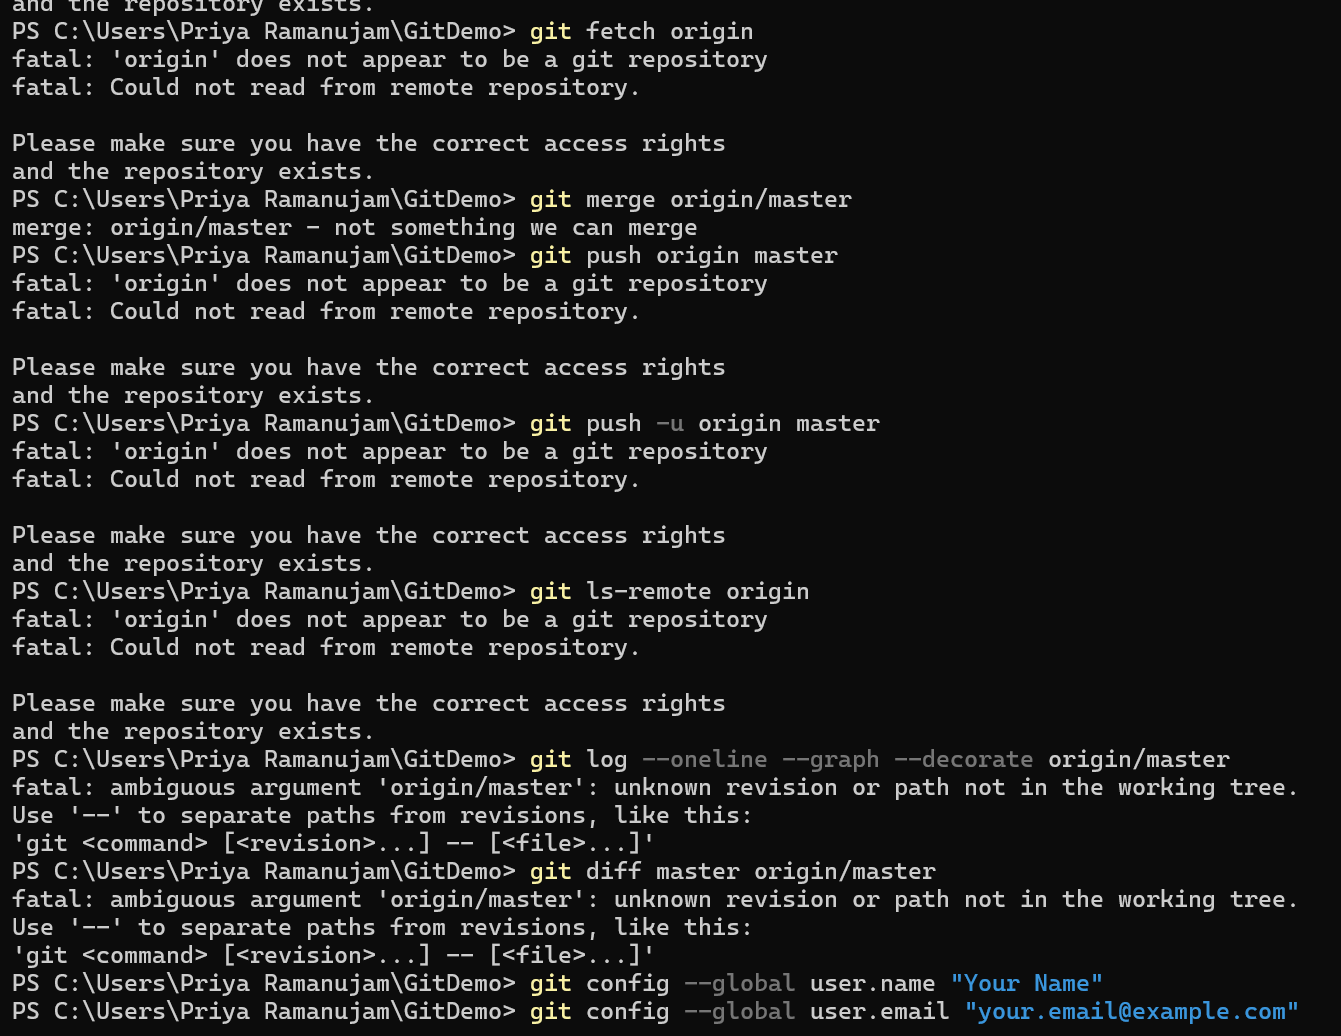 and the repository exists.
PS C:\Users\Priya Ramanujam\GitDemo> git fetch origin
fatal: 'origin' does not appear to be a git repository
fatal: Could not read from remote repository.

Please make sure you have the correct access rights
and the repository exists.
PS C:\Users\Priya Ramanujam\GitDemo> git merge origin/master
merge: origin/master - not something we can merge
PS C:\Users\Priya Ramanujam\GitDemo> git push origin master
fatal: 'origin' does not appear to be a git repository
fatal: Could not read from remote repository.

Please make sure you have the correct access rights
and the repository exists.
PS C:\Users\Priya Ramanujam\GitDemo> git push -u origin master
fatal: 'origin' does not appear to be a git repository
fatal: Could not read from remote repository.

Please make sure you have the correct access rights
and the repository exists.
PS C:\Users\Priya Ramanujam\GitDemo> git ls-remote origin
fatal: 'origin' does not appear to be a git repository
fatal: Could not read from remote repository.

Please make sure you have the correct access rights
and the repository exists.
PS C:\Users\Priya Ramanujam\GitDemo> git log --oneline --graph --decorate origin/master
fatal: ambiguous argument 'origin/master': unknown revision or path not in the working tree.
Use '--' to separate paths from revisions, like this:
'git <command> [<revision>...] -- [<file>...]'
PS C:\Users\Priya Ramanujam\GitDemo> git diff master origin/master
fatal: ambiguous argument 'origin/master': unknown revision or path not in the working tree.
Use '--' to separate paths from revisions, like this:
'git <command> [<revision>...] -- [<file>...]'
PS C:\Users\Priya Ramanujam\GitDemo> git config --global user.name "Your Name"
PS C:\Users\Priya Ramanujam\GitDemo> git config --global user.email "your.email@example.com"